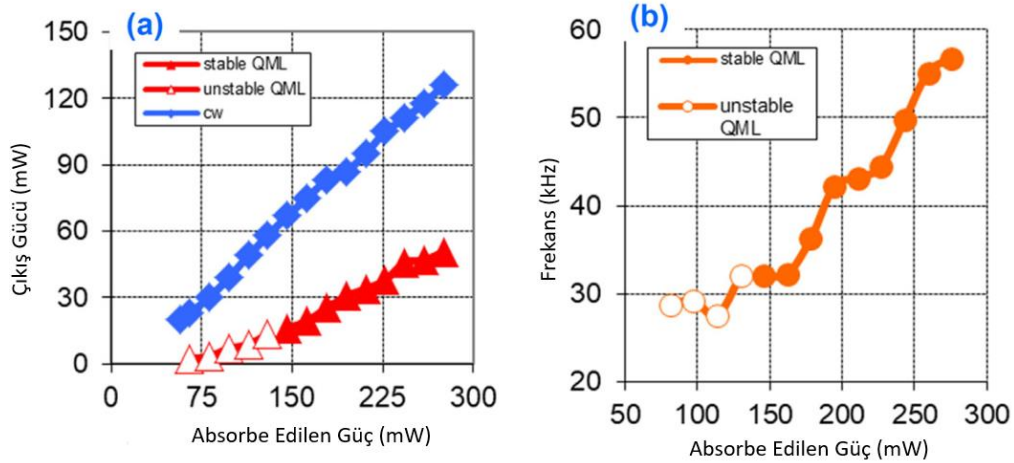 (a)
150
120
90
60
30
0
0
75
150
225
300
stable QML
unstable QML
cw
Çıkış Gücü (mW)
Absorbe Edilen Güç (mW)
(b)
60
50
40
30
20
50
100
150
200
250
300
stable QML
unstable
QML
Frekans (kHz)
Absorbe Edilen Güç (mW)